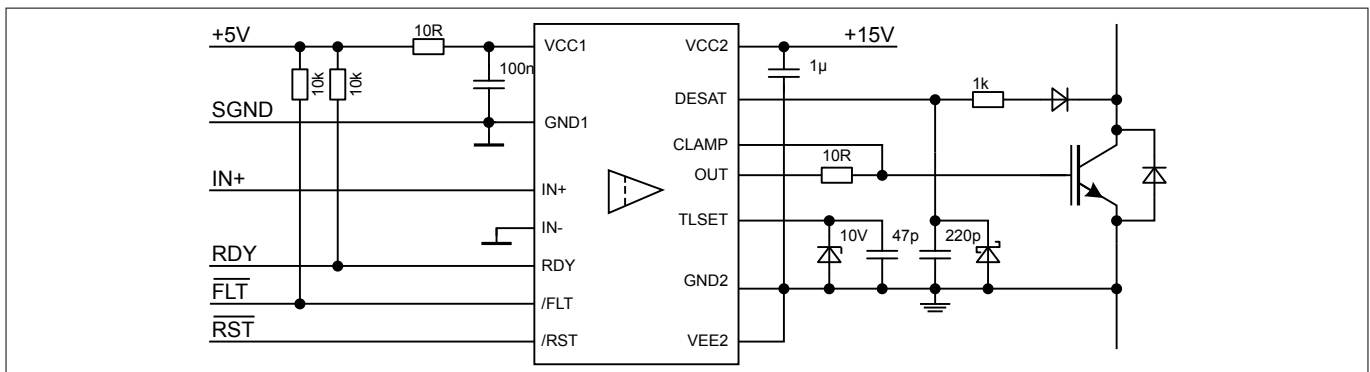 +5V
10R
VCC1
VCC2
+15V
10k
10k
100n
1µ
DESAT
1k
SGND
GND1
CLAMP
10R
OUT
IN+
IN+
TLSET
IN-
10V
47p
220p
RDY
RDY
GND2
FLT
/FLT
RST
/RST
VEE2